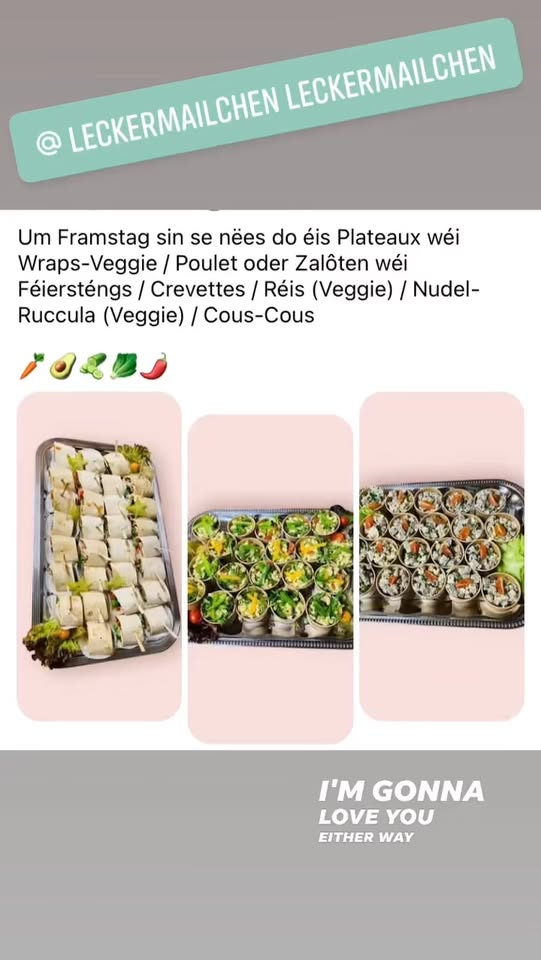 @ LECKERMAILCHEN LECKERMAILCHEN
Um Framstag sin se nëes do éis Plateaux wéi
Wraps-Veggie / Poulet oder Zalôten wéi
Féiersténgs / Crevettes / Réis (Veggie) / Nudel-
Ruccula (Veggie) / Cous-Cous
🥕🥑🥒🥬🌶️
I'M GONNA
LOVE YOU
EITHER WAY